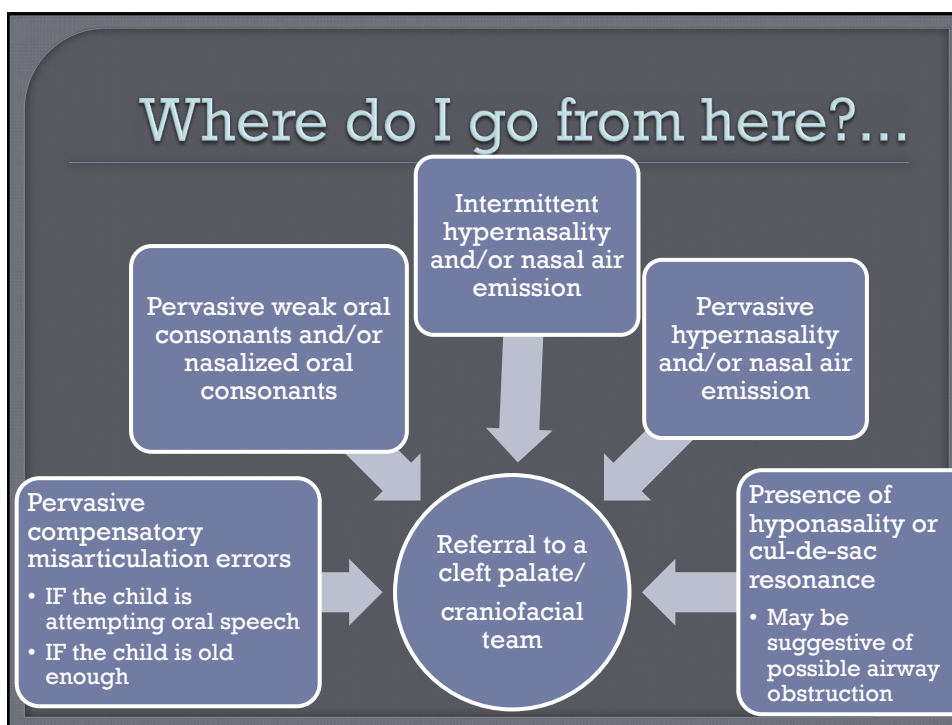 Where do I go from here?...
Intermittent
hypernasality
and/or nasal air
emission
Pervasive weak oral
consonants and/or
nasalized oral
consonants
Pervasive
hypernasality
and/or nasal air
emission
Pervasive
compensatory
misarticulation errors
• IF the child is
attempting oral speech
• IF the child is old
enough
Referral to a
cleft palate/
craniofacial
team
Presence of
hyponasality or
cul-de-sac
resonance
• May be
suggestive of
possible airway
obstruction